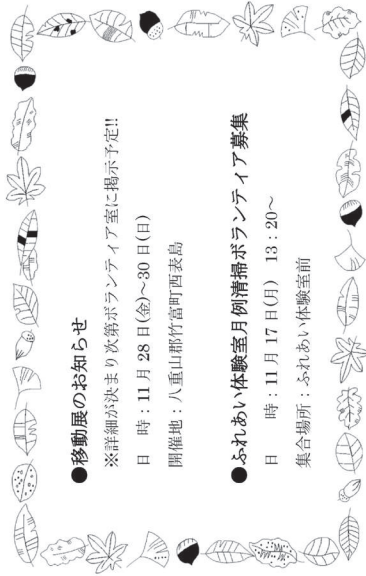 ●移動展のお知らせ
※詳細が決まり次第ボランティア室に掲示予定!!
日　時：11月28日(金)～30日(日)
開催地：八重山郡竹富町西表島
●ふれあい体験室月例清掃ボランティア募集
日　時：11月17日(月)　13：20～
集合場所：ふれあい体験室前